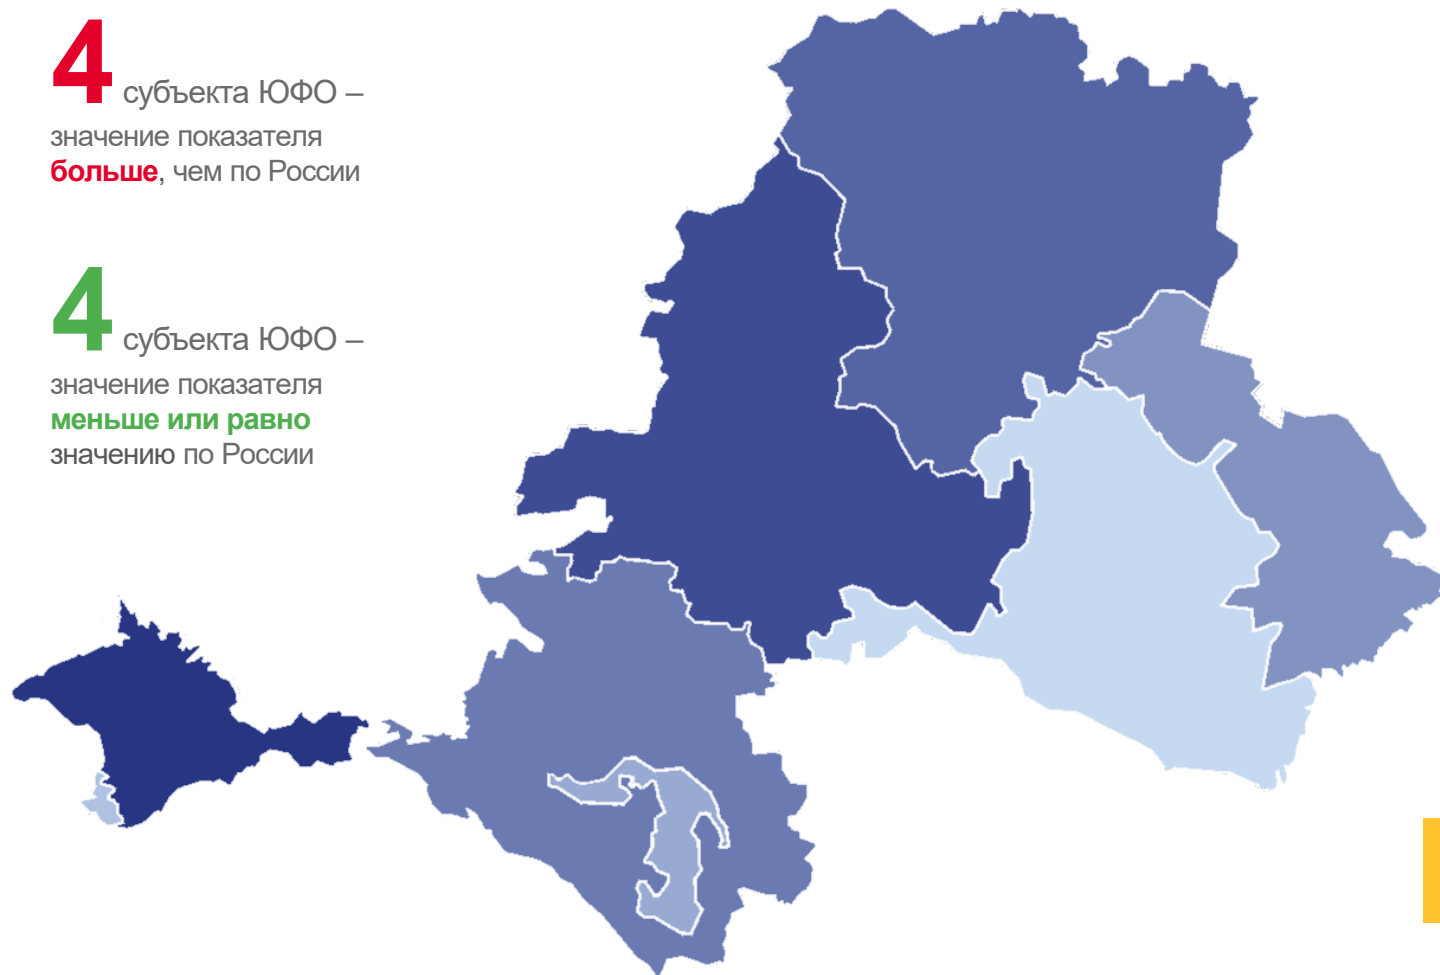 4 субъекта ЮФО –
значение показателя
больше, чем по России
4 субъекта ЮФО –
значение показателя
меньше или равно
значению по России